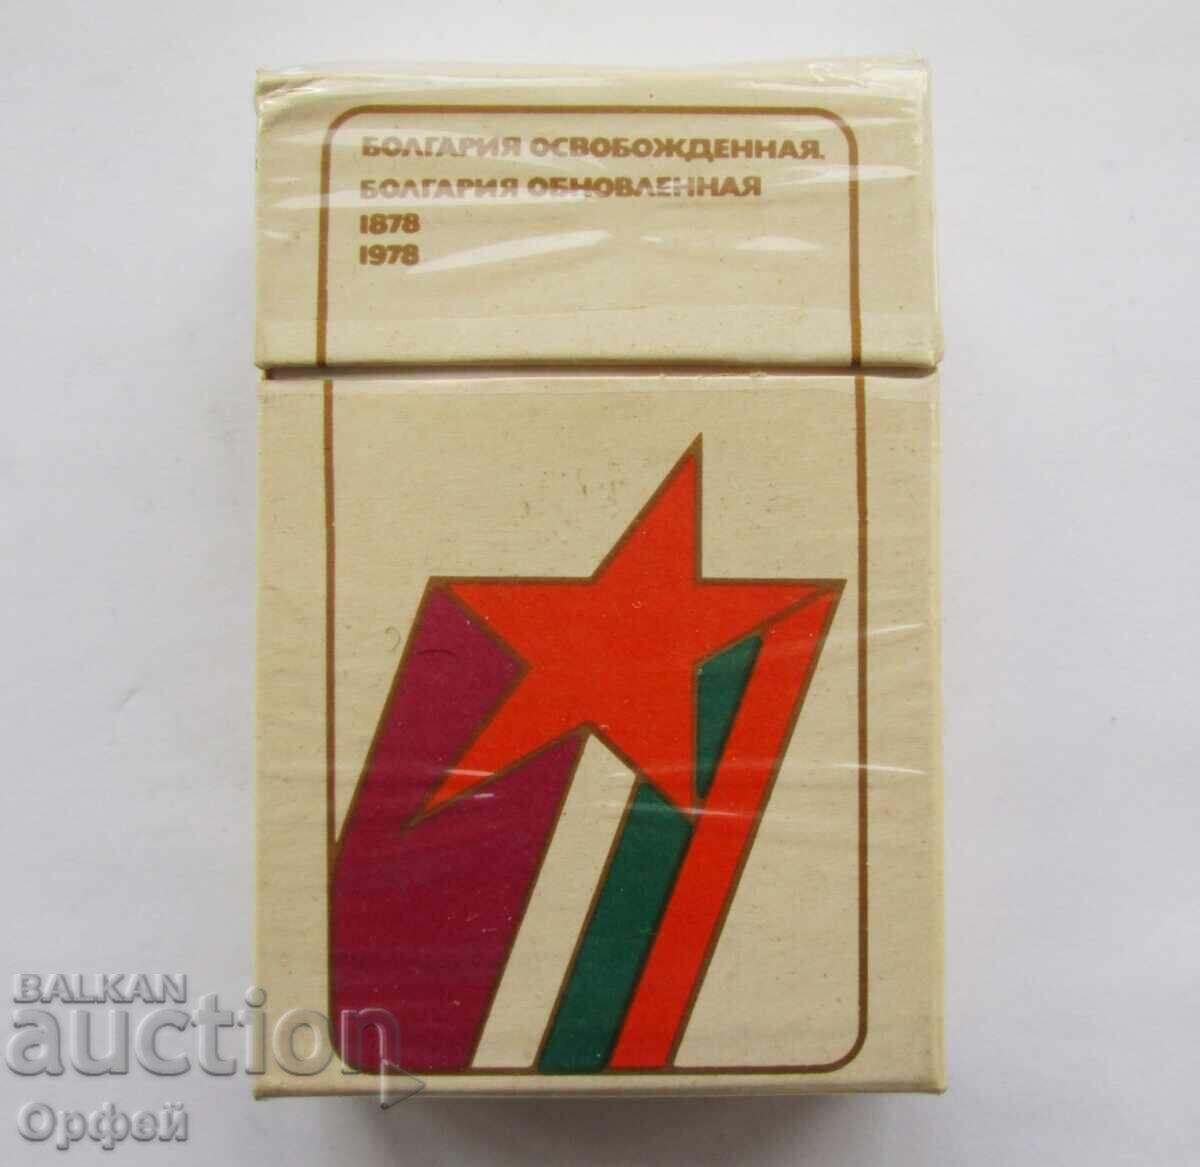 БОЛГАРИЯ ОСВОБОЖДЕННАЯ.
БОЛГАРИЯ ОБНОВЛЕННАЯ
1878
1978
BALKAN
auction
Орфей